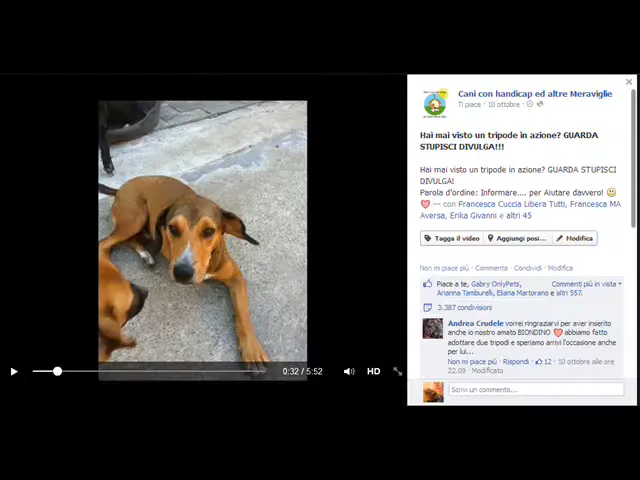 Cani con handicap ed altre Meraviglie
Ti piace · 10 ottobre ·
Hai mai visto un tripode in azione? GUARDA
STUPISCI DIVULGA!!!
Hai mai visto un tripode in azione? GUARDA STUPISCI
DIVULGA!
Parola d'ordine: Informare.... per Aiutare davvero!
— con Francesca Cuccia Libera Tutti, Francesca MA
Aversa, Erika Givanni e altri 45
Tagga il video Aggiungi posi... Modifica
Non mi piace più · Commenta · Condividi · Modifica
Piace a te, Gabry OnlyPets,
Arianna Tambureli, Eliana Martorano e altri 557.
Commenti più in vista
3.387 condivisioni
Andrea Crudele vorrei ringraziarvi per aver inserito
anche io nostro amato BIONDINO abbiamo fatto
adottare due tripodi e speriamo arrivi l'occasione anche
per lui...
Non mi piace più · Rispondi · 12 · 10 ottobre alle ore
22.09 · Modificato
Scrivi un commento...
0:32 / 5:52
HD